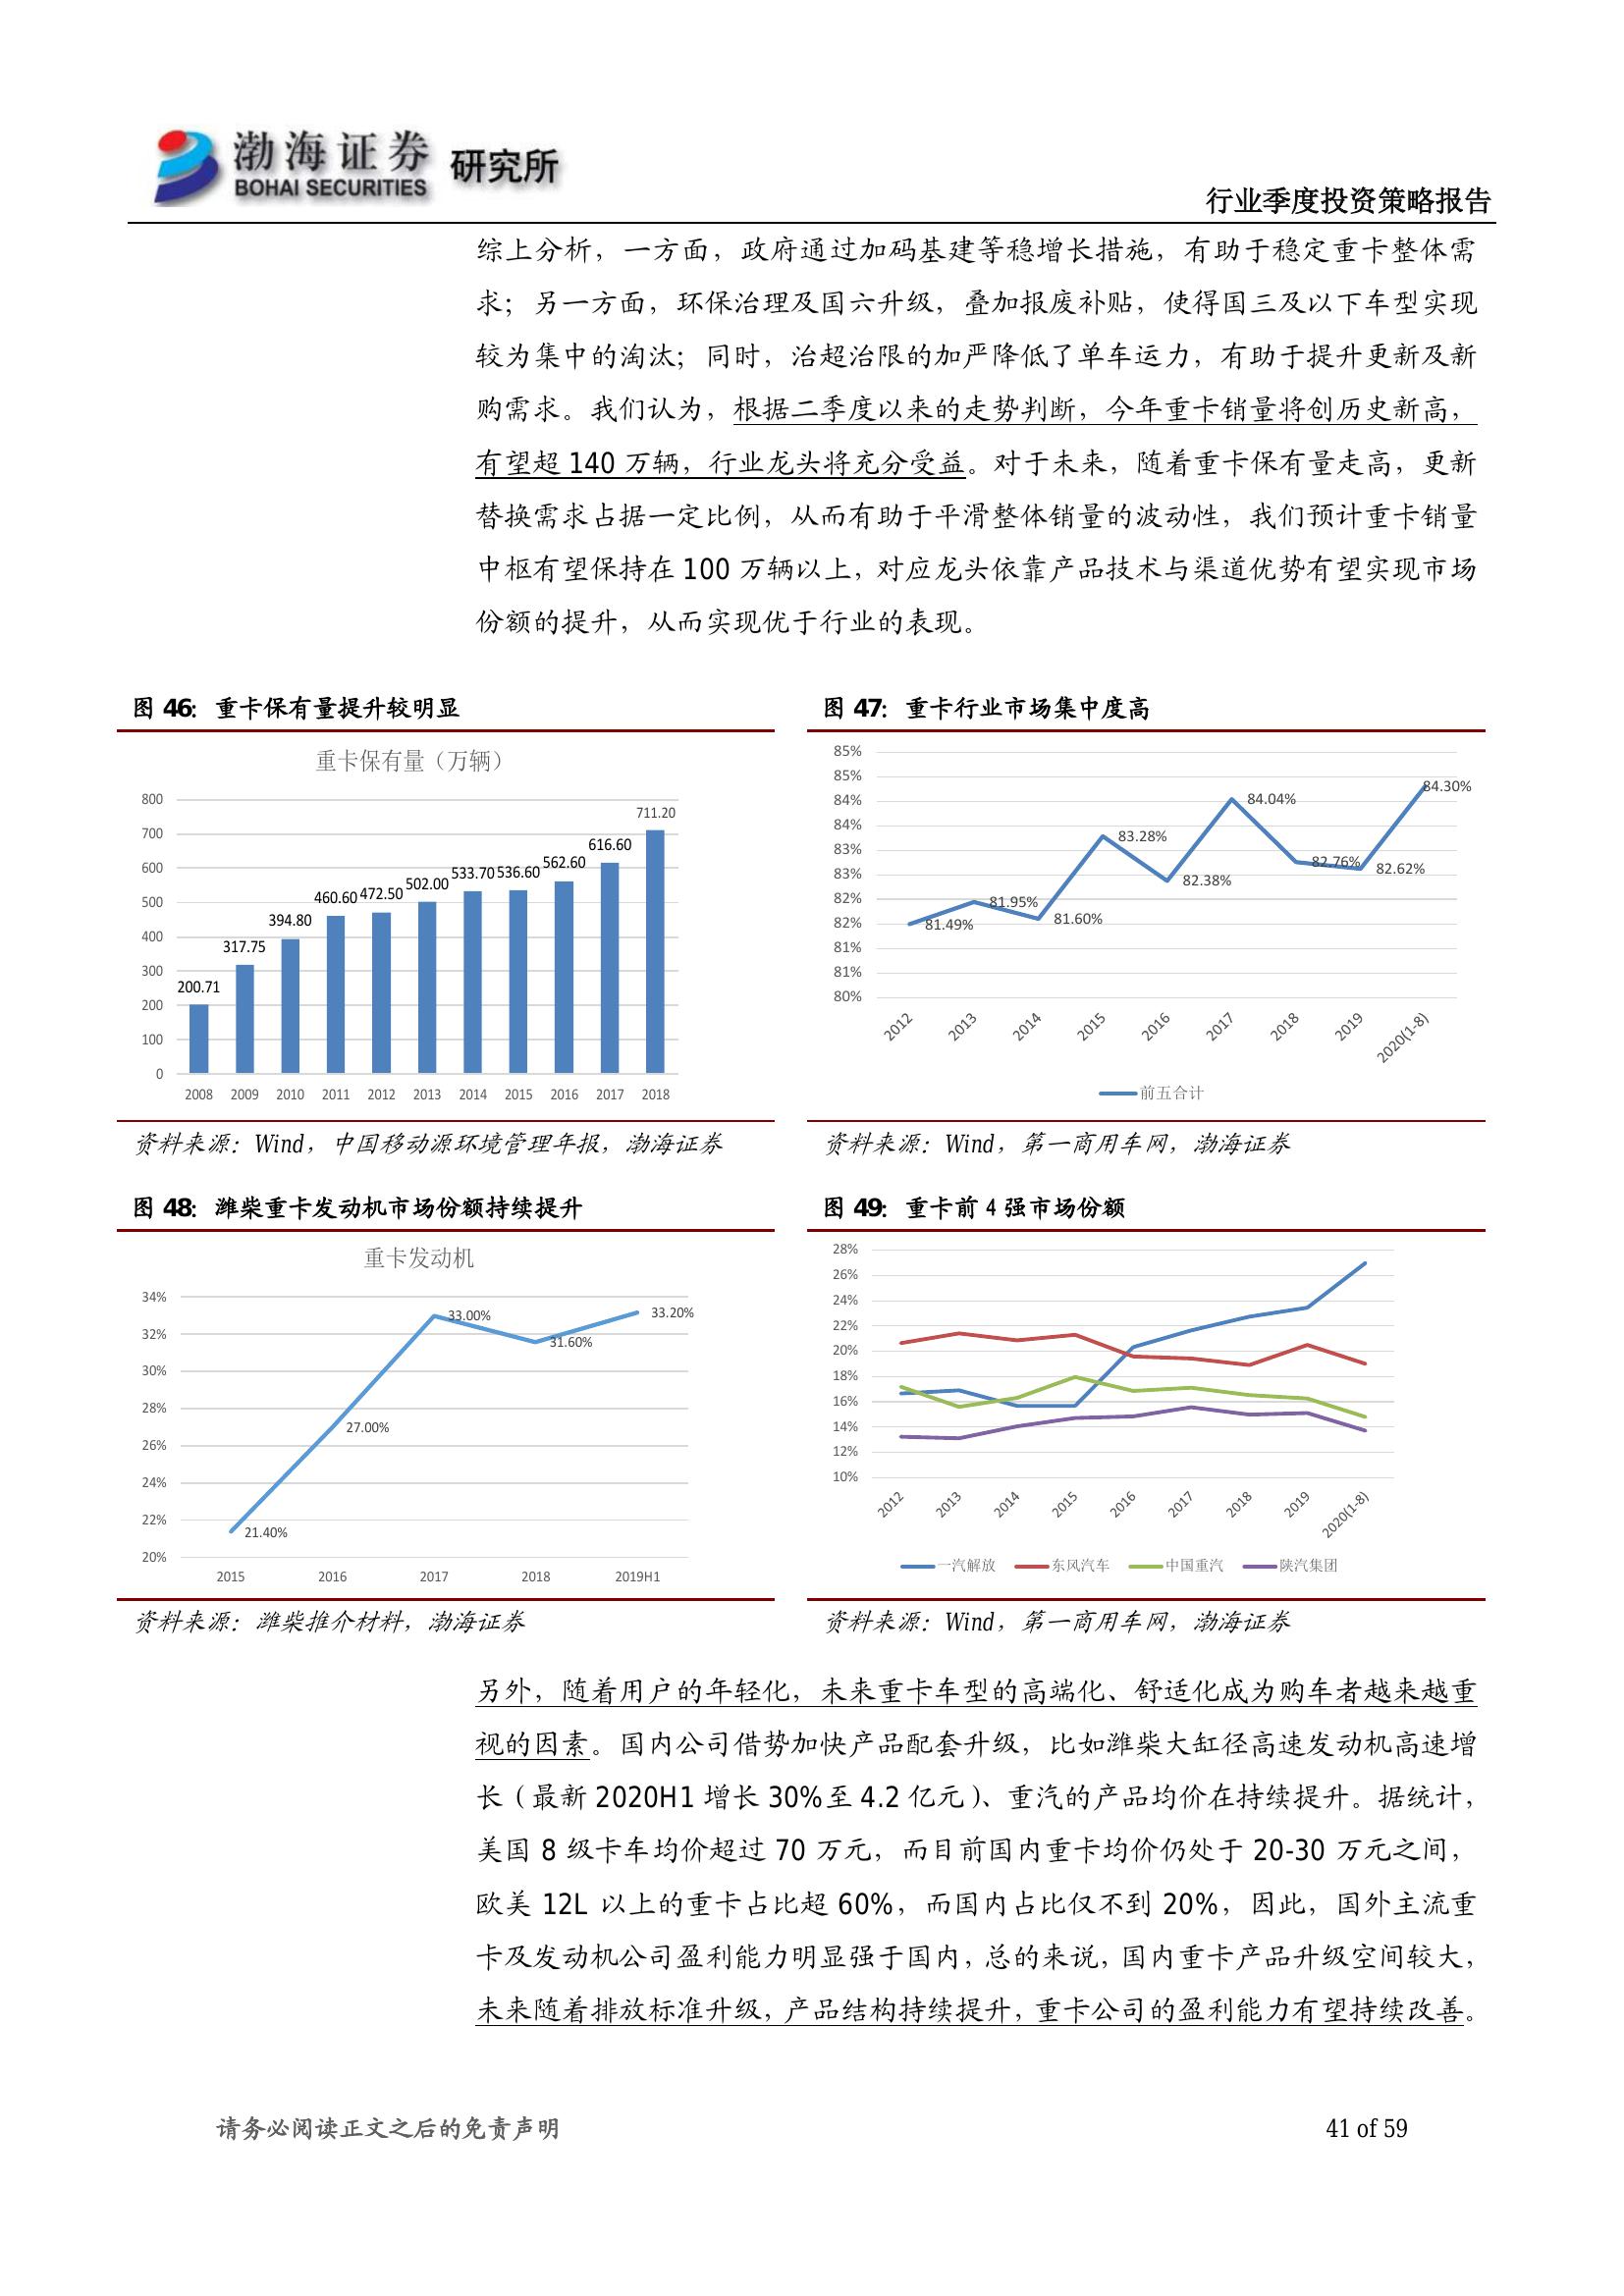 渤海证券 研究所
BOHAI SECURITIES
行业季度投资策略报告
综上分析，一方面，政府通过加码基建等稳增长措施，有助于稳定重卡整体需
求；另一方面，环保治理及国六升级，叠加报废补贴，使得国三及以下车型实现
较为集中的淘汰；同时，治超治限的加严降低了单车运力，有助于提升更新及新
购需求。我们认为，根据二季度以来的走势判断，今年重卡销量将创历史新高，
有望超 140 万辆，行业龙头将充分受益。对于未来，随着重卡保有量走高，更新
替换需求占据一定比例，从而有助于平滑整体销量的波动性，我们预计重卡销量
中枢有望保持在 100 万辆以上，对应龙头依靠产品技术与渠道优势有望实现市场
份额的提升，从而实现优于行业的表现。
图 46：重卡保有量提升较明显
重卡保有量（万辆）
800
700
600
500
400
300
200
100
0
200.71
317.75
394.80
460.60
472.50
502.00
533.70
536.60
562.60
616.60
711.20
2008 2009 2010 2011 2012 2013 2014 2015 2016 2017 2018
资料来源：Wind，中国移动源环境管理年报，渤海证券
图 47：重卡行业市场集中度高
85%
85%
84%
84%
83%
83%
82%
82%
81%
81%
80%
81.49%
81.95%
81.60%
83.28%
82.38%
84.04%
82.76%
82.62%
84.30%
2012 2013 2014 2015 2016 2017 2018 2019 2020(1-8)
前五合计
资料来源：Wind，第一商用车网，渤海证券
图 48：潍柴重卡发动机市场份额持续提升
重卡发动机
34%
32%
30%
28%
26%
24%
22%
20%
21.40%
27.00%
33.00%
31.60%
33.20%
2015 2016 2017 2018 2019H1
资料来源：潍柴推介材料，渤海证券
图 49：重卡前 4 强市场份额
28%
26%
24%
22%
20%
18%
16%
14%
12%
10%
2012 2013 2014 2015 2016 2017 2018 2019 2020(1-8)
一汽解放 东风汽车 中国重汽 陕汽集团
资料来源：Wind，第一商用车网，渤海证券
另外，随着用户的年轻化，未来重卡车型的高端化、舒适化成为购车者越来越重
视的因素。国内公司借势加快产品配套升级，比如潍柴大缸径高速发动机高速增
长（最新 2020H1 增长 30%至 4.2 亿元）、重汽的产品均价在持续提升。据统计，
美国 8 级卡车均价超过 70 万元，而目前国内重卡均价仍处于 20-30 万元之间，
欧美 12L 以上的重卡占比超 60%，而国内占比仅不到 20%，因此，国外主流重
卡及发动机公司盈利能力明显强于国内，总的来说，国内重卡产品升级空间较大，
未来随着排放标准升级，产品结构持续提升，重卡公司的盈利能力有望持续改善。
请务必阅读正文之后的免责声明
41 of 59